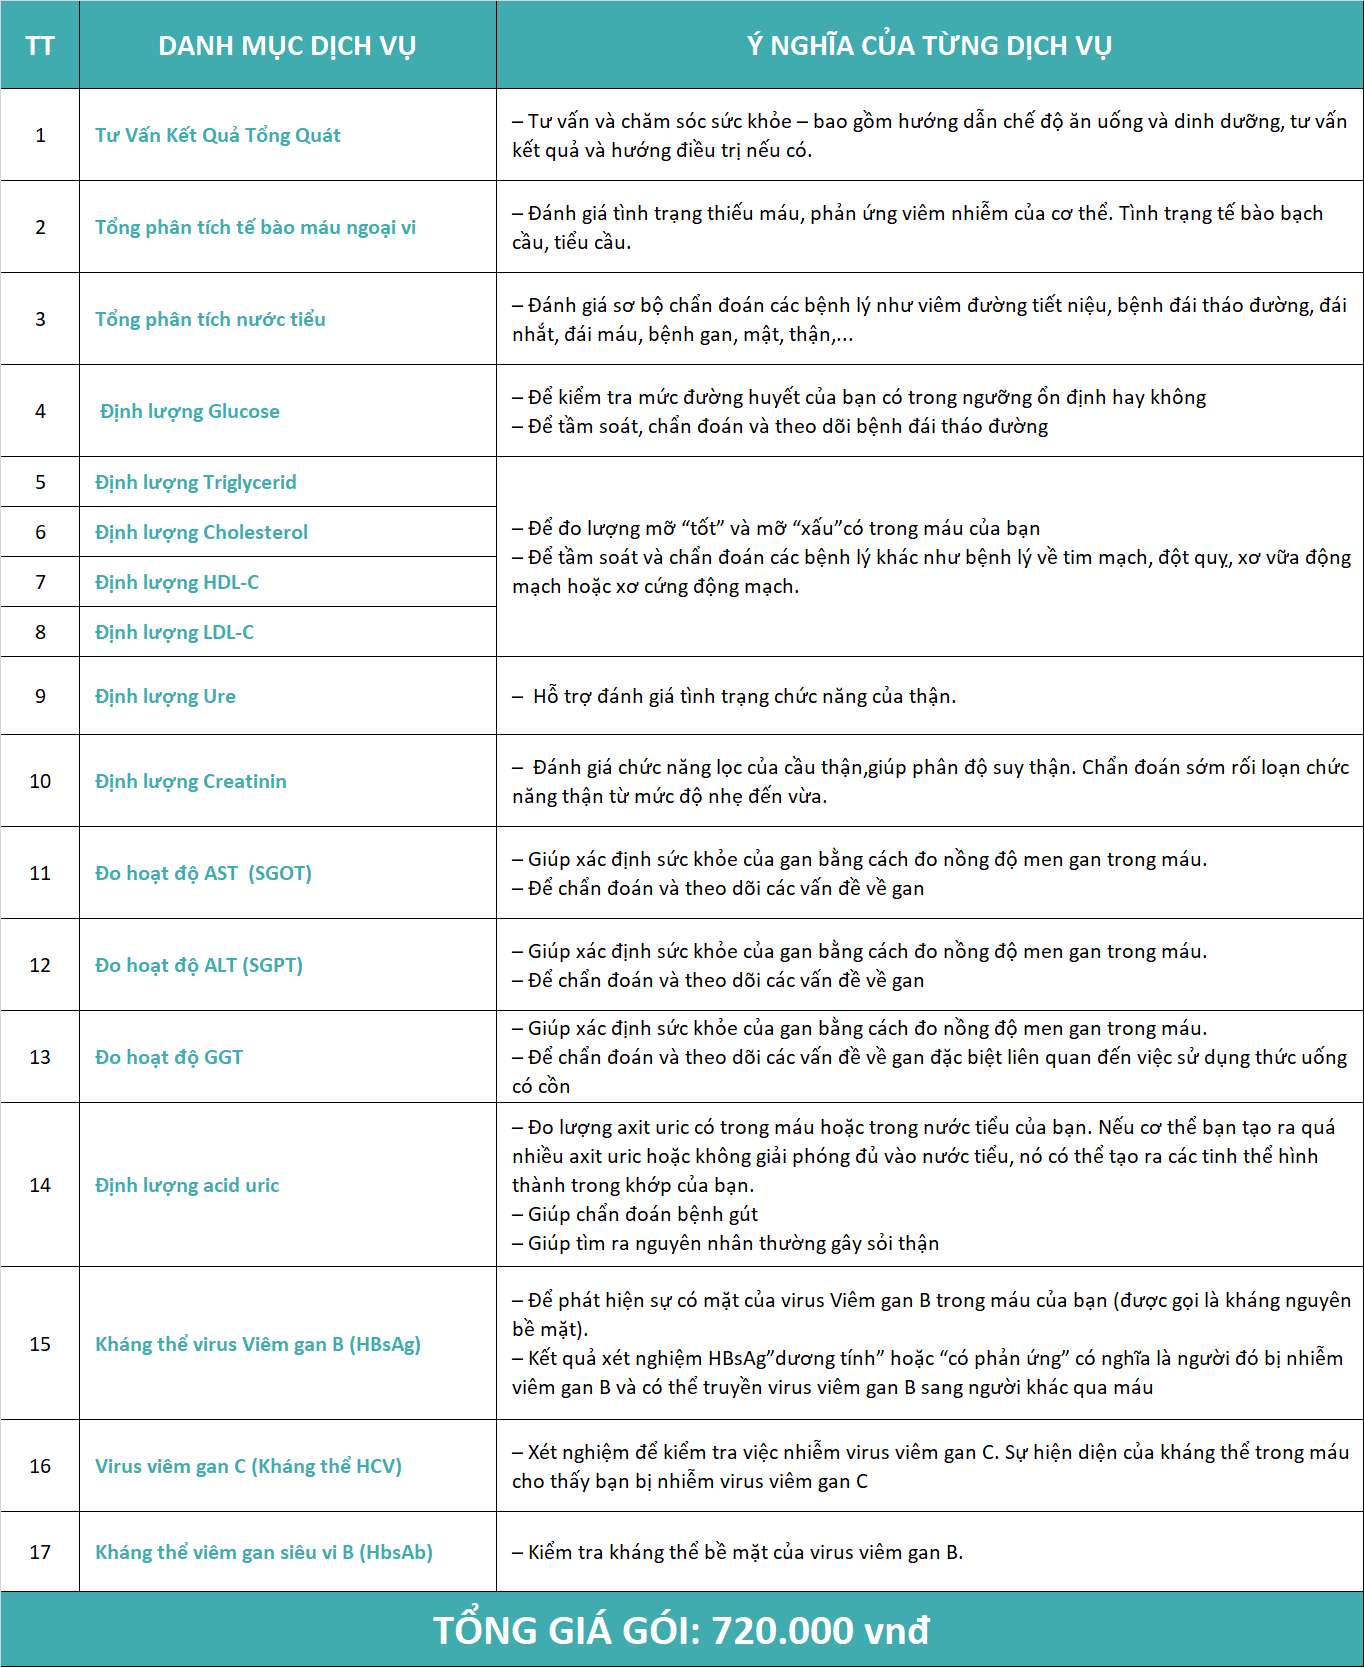 TT DANH MỤC DỊCH VỤ Ý NGHĨA CỦA TỪNG DỊCH VỤ
1 Tư Vấn Kết Quả Tổng Quát
– Tư vấn và chăm sóc sức khỏe – bao gồm hướng dẫn chế độ ăn uống và dinh dưỡng, tư vấn
kết quả và hướng điều trị nếu có.
2 Tổng phân tích tế bào máu ngoại vi
– Đánh giá tình trạng thiếu máu, phản ứng viêm nhiễm của cơ thể. Tình trạng tế bào bạch
cầu, tiểu cầu.
3 Tổng phân tích nước tiểu
– Đánh giá sơ bộ chẩn đoán các bệnh lý như viêm đường tiết niệu, bệnh đái tháo đường, đái
nhắt, đái máu, bệnh gan, mật, thận,...
4 Định lượng Glucose
– Để kiểm tra mức đường huyết của bạn có trong ngưỡng ổn định hay không
– Để tầm soát, chẩn đoán và theo dõi bệnh đái tháo đường
5 Định lượng Triglycerid
6 Định lượng Cholesterol
7 Định lượng HDL-C
8 Định lượng LDL-C
– Để đo lượng mỡ “tốt” và mỡ “xấu”có trong máu của bạn
– Để tầm soát và chẩn đoán các bệnh lý khác như bệnh lý về tim mạch, đột quỵ, xơ vữa động
mạch hoặc xơ cứng động mạch.
9 Định lượng Ure
– Hỗ trợ đánh giá tình trạng chức năng của thận.
10 Định lượng Creatinin
– Đánh giá chức năng lọc của cầu thận,giúp phân độ suy thận. Chẩn đoán sớm rối loạn chức
năng thận từ mức độ nhẹ đến vừa.
11 Đo hoạt độ AST (SGOT)
– Giúp xác định sức khỏe của gan bằng cách đo nồng độ men gan trong máu.
– Để chẩn đoán và theo dõi các vấn đề về gan
12 Đo hoạt độ ALT (SGPT)
– Giúp xác định sức khỏe của gan bằng cách đo nồng độ men gan trong máu.
– Để chẩn đoán và theo dõi các vấn đề về gan
13 Đo hoạt độ GGT
– Giúp xác định sức khỏe của gan bằng cách đo nồng độ men gan trong máu.
– Để chẩn đoán và theo dõi các vấn đề về gan đặc biệt liên quan đến việc sử dụng thức uống
có cồn
14 Định lượng acid uric
– Đo lượng axit uric có trong máu hoặc trong nước tiểu của bạn. Nếu cơ thể bạn tạo ra quá
nhiều axit uric hoặc không giải phóng đủ vào nước tiểu, nó có thể tạo ra các tinh thể hình
thành trong khớp của bạn.
– Giúp chẩn đoán bệnh gút
– Giúp tìm ra nguyên nhân thường gây sỏi thận
15 Kháng thể virus Viêm gan B (HBsAg)
– Để phát hiện sự có mặt của virus Viêm gan B trong máu của bạn (được gọi là kháng nguyên
bề mặt).
– Kết quả xét nghiệm HBsAg”dương tính” hoặc “có phản ứng” có nghĩa là người đó bị nhiễm
viêm gan B và có thể truyền virus viêm gan B sang người khác qua máu
16 Virus viêm gan C (Kháng thể HCV)
– Xét nghiệm để kiểm tra việc nhiễm virus viêm gan C. Sự hiện diện của kháng thể trong máu
cho thấy bạn bị nhiễm virus viêm gan C
17 Kháng thể viêm gan siêu vi B (HbsAb)
– Kiểm tra kháng thể bề mặt của virus viêm gan B.
TỔNG GIÁ GÓI: 720.000 vnđ